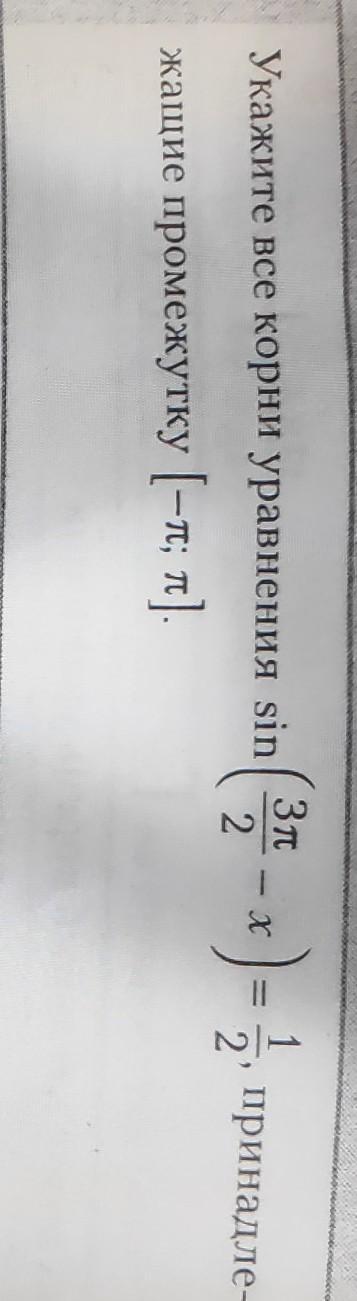 Укажите все корни уравнения sin(3π/2 − x) = 1/2, принадле-
жащие промежутку [−π; π].